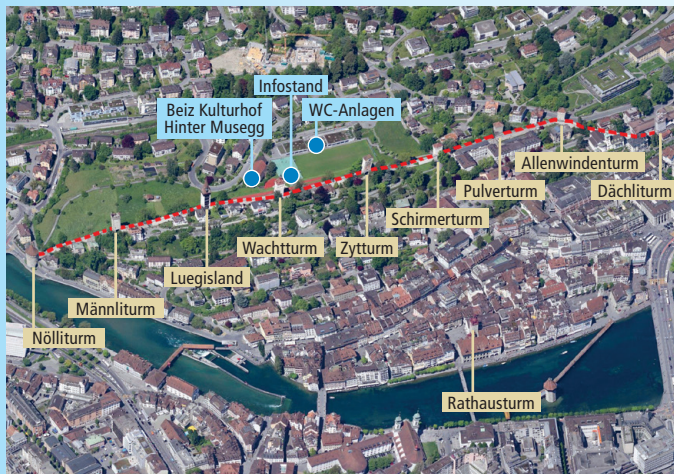 Infostand
Beiz Kulturhof
Hinter Musegg
WC-Anlagen
Allenwindenturm
Pulverturm
Dächliturm
Schirmerturm
Wachtturm
Zytturm
Luegisland
Männliturm
Nölliturm
Rathausturm